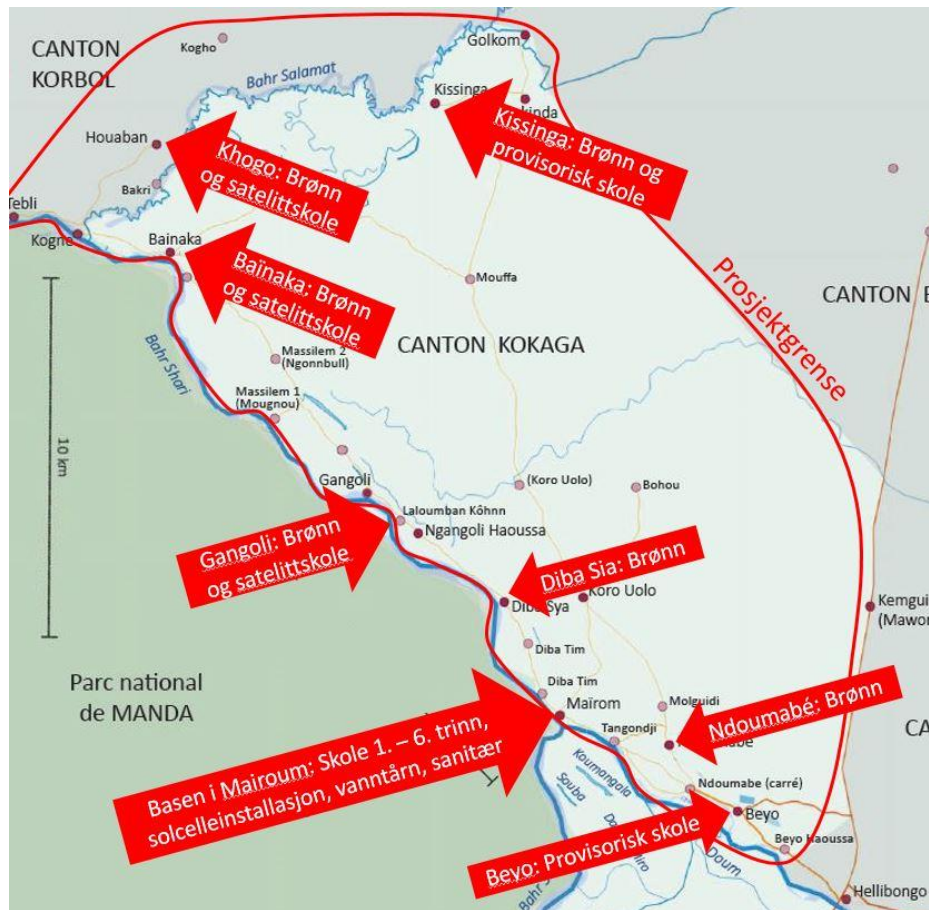 CANTON
KORBOL
Kogho
Golkom
Bahr Salamat
Kissinga
Houaban
Khogo: Brønn
og satelittskole
Kissinga: Brønn og
provisorisk skole
Bakri
Tebli
Kogno
Bainaka
Baïnaka; Brønn
og satelittskole
Mouffa
Prosjektgrense
CANTON
CANTON KOKAGA
Bahr Shari
Massilem 2
(Ngonnbull)
Massilem 1
(Mougnou)
10 km
Gangoli
(Koro Uolo)
Bohou
Laloumban Kôhnn
Ngangoli Haoussa
Gangoli: Brønn
og satelittskole
Diba Sia: Brønn
Diba Sya
Koro Uolo
Kemgui
(Mawor
Diba Tim
Parc national
de MANDA
Diba Tim
Maïrom
Molguidi
Ndoumabé: Brønn
Tangondji
Basen i Mairoum; Skole 1. – 6. trinn,
solcelleinstallasjon, vanntårn, sanitær
Koumangala
Souba
Ndoumabe (carré)
Beyo
Beyo: Provisorisk skole
Beyo Haoussa
Doum
Hellibongo